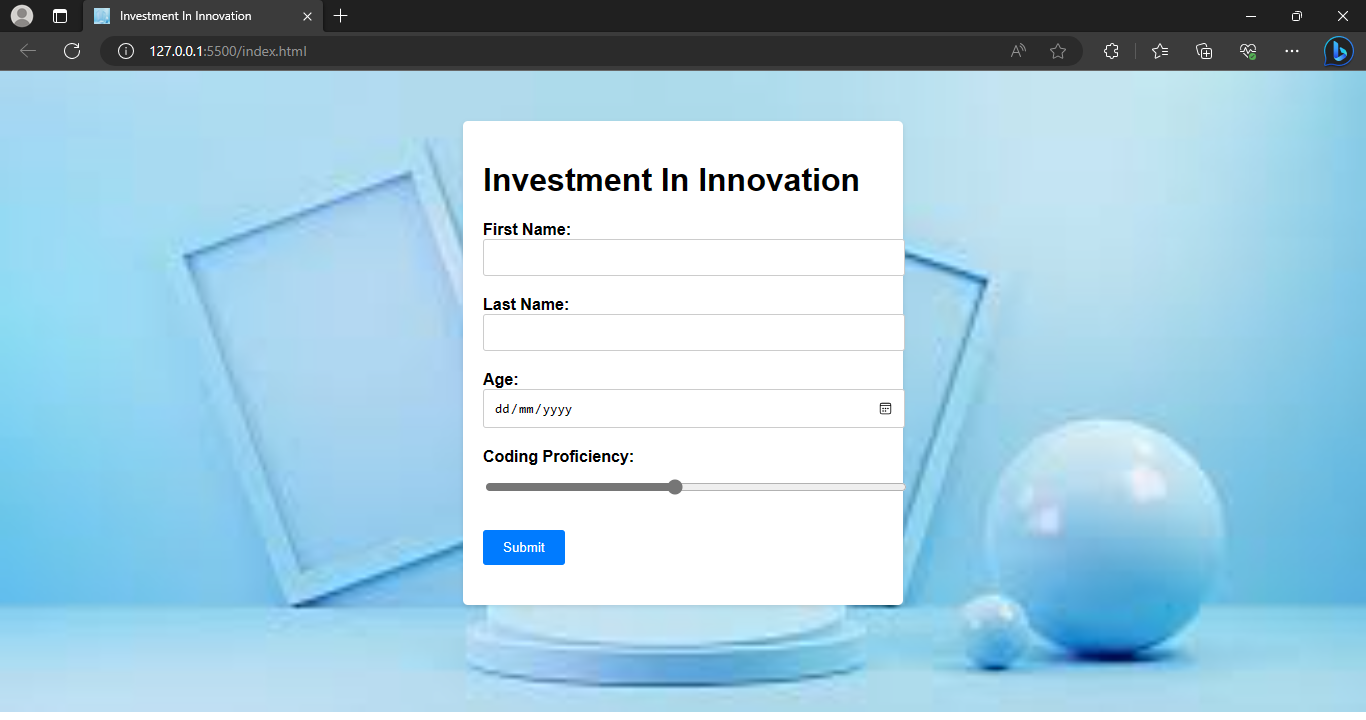 Investment In Innovation
127.0.0.1:5500/index.html
Investment In Innovation
First Name:
Last Name:
Age:
dd/mm/yyyy
Coding Proficiency:
Submit